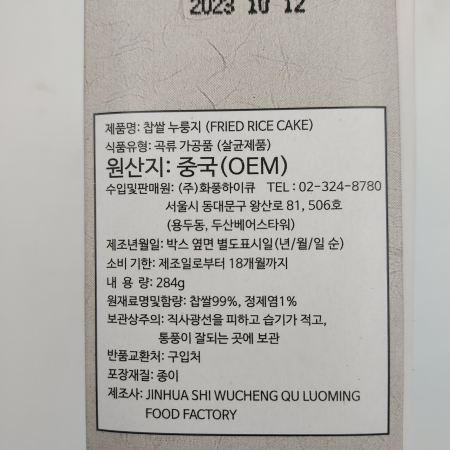 2023 10 12
제품명: 찹쌀 누룽지 (FRIED RICE CAKE)
식품유형: 곡류 가공품 (살균제품)
원산지: 중국(OEM)
수입및판매원: (주)화풍하이큐 TEL : 02-324-8780
서울시 동대문구 왕산로 81, 506호
(용두동, 두산베어스타워)
제조년월일: 박스 옆면 별도표시일(년/월/일 순)
소비 기한: 제조일로부터 18개월까지
내 용 량: 284g
원재료명및함량: 찹쌀99%, 정제염1%
보관상주의: 직사광선을 피하고 습기가 적고,
통풍이 잘되는 곳에 보관
반품교환처: 구입처
포장재질: 종이
제조사: JINHUA SHI WUCHENG QU LUOMING
FOOD FACTORY